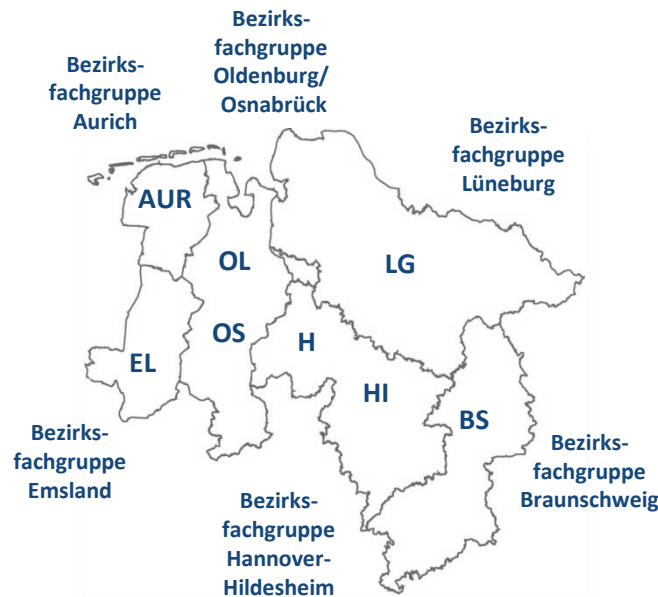 Bezirks-
fachgruppe
Oldenburg/
Osnabrück
Bezirks-
fachgruppe
Aurich
Bezirks-
fachgruppe
Lüneburg
AUR
OL
LG
OS
H
EL
HI
BS
Bezirks-
fachgruppe
Emsland
Bezirks-
fachgruppe
Braunschweig
Bezirks-
fachgruppe
Hannover-
Hildesheim